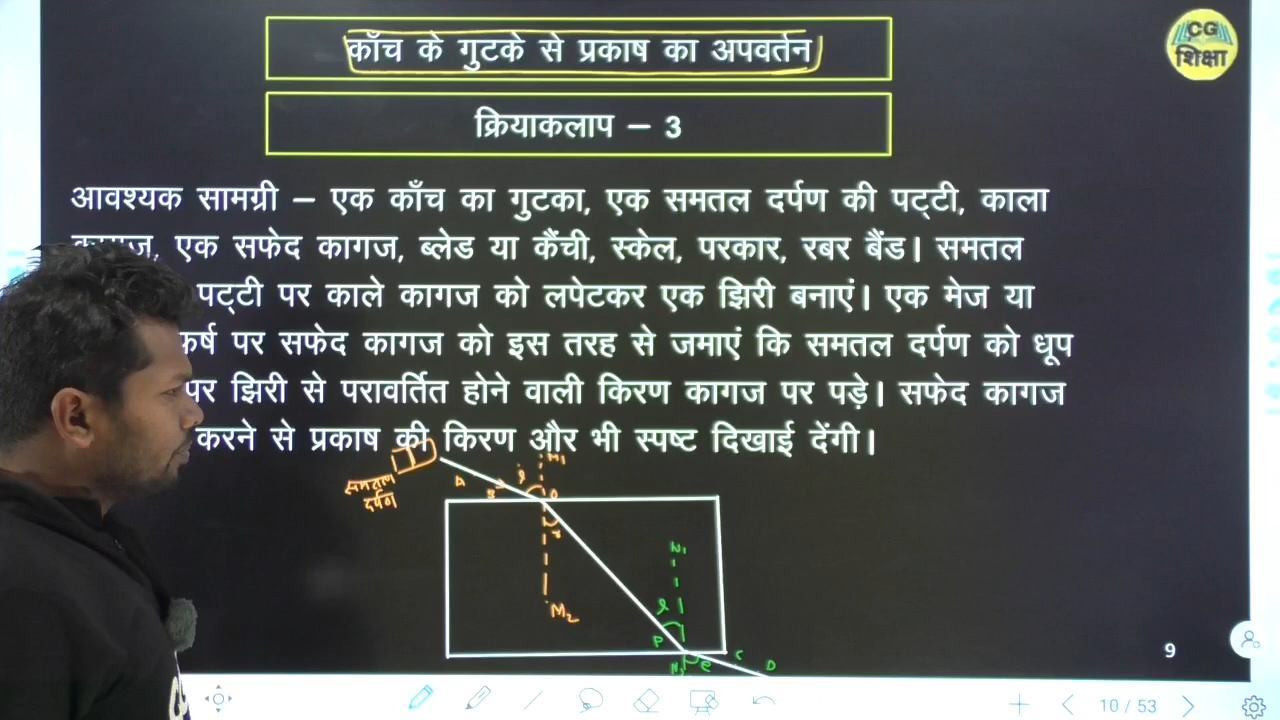 काँच के गुटके से प्रकाष का अपवर्तन
CG
शिक्षा
क्रियाकलाप – 3
आवश्यक सामग्री – एक काँच का गुटका, एक समतल दर्पण की पट्टी, काला
एक सफेद कागज, ब्लेड या कैंची, स्केल, परकार, रबर बैंड। समतल
पट्टी पर काले कागज को लपेटकर एक झिरी बनाएं। एक मेज या
पर सफेद कागज को इस तरह से जमाएं कि समतल दर्पण को धूप
पर झिरी से परावर्तित होने वाली किरण कागज पर पड़े। सफेद कागज
करने से प्रकाष की किरण और भी स्पष्ट दिखाई देंगी।
समतल
दर्पण
A
M₂
P
e
C
D
9
10 / 53